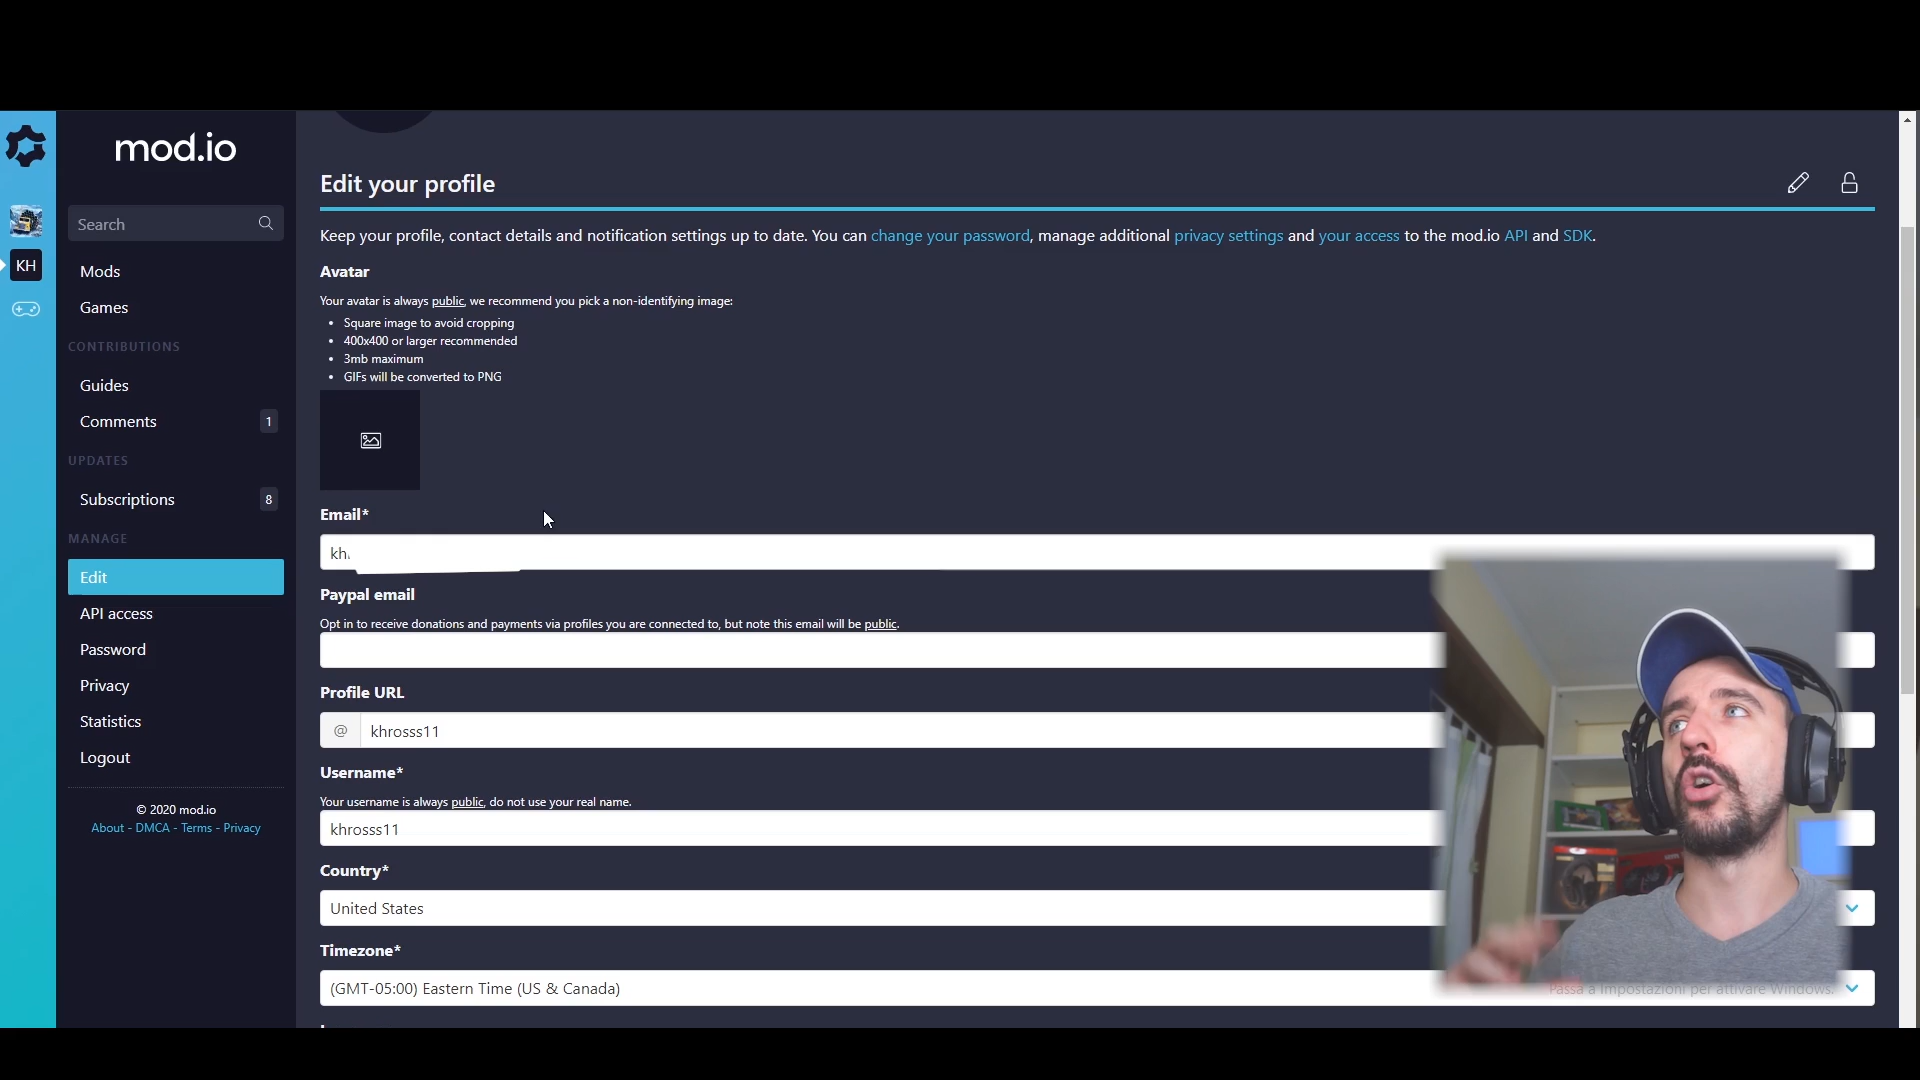 mod.io
Search
KH
Mods
Games
CONTRIBUTIONS
Guides
Comments 1
UPDATES
Subscriptions 8
MANAGE
Edit
API access
Password
Privacy
Statistics
Logout
© 2020 mod.io
About - DMCA - Terms - Privacy
Edit your profile
Keep your profile, contact details and notification settings up to date. You can change your password, manage additional privacy settings and your access to the mod.io API and SDK.
Avatar
Your avatar is always public, we recommend you pick a non-identifying image:
• Square image to avoid cropping
• 400x400 or larger recommended
• 3mb maximum
• GIFs will be converted to PNG
Email*
kh
Paypal email
Opt in to receive donations and payments via profiles you are connected to, but note this email will be public.
Profile URL
@ khrosss11
Username*
Your username is always public, do not use your real name.
khrosss11
Country*
United States
Timezone*
(GMT-05:00) Eastern Time (US & Canada)
Passa a Impostazioni per attivare Windows.